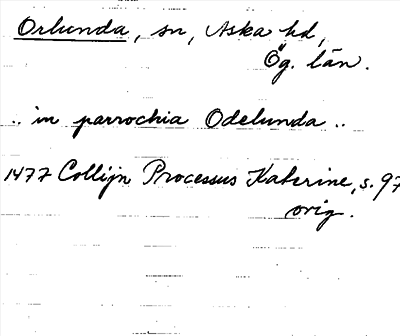 Orlunda, sn, Aska hd,
Ög. län.
.. in parrochia Odelunda ..
1477 Collijn Processus Katerine, s. 97
orig.